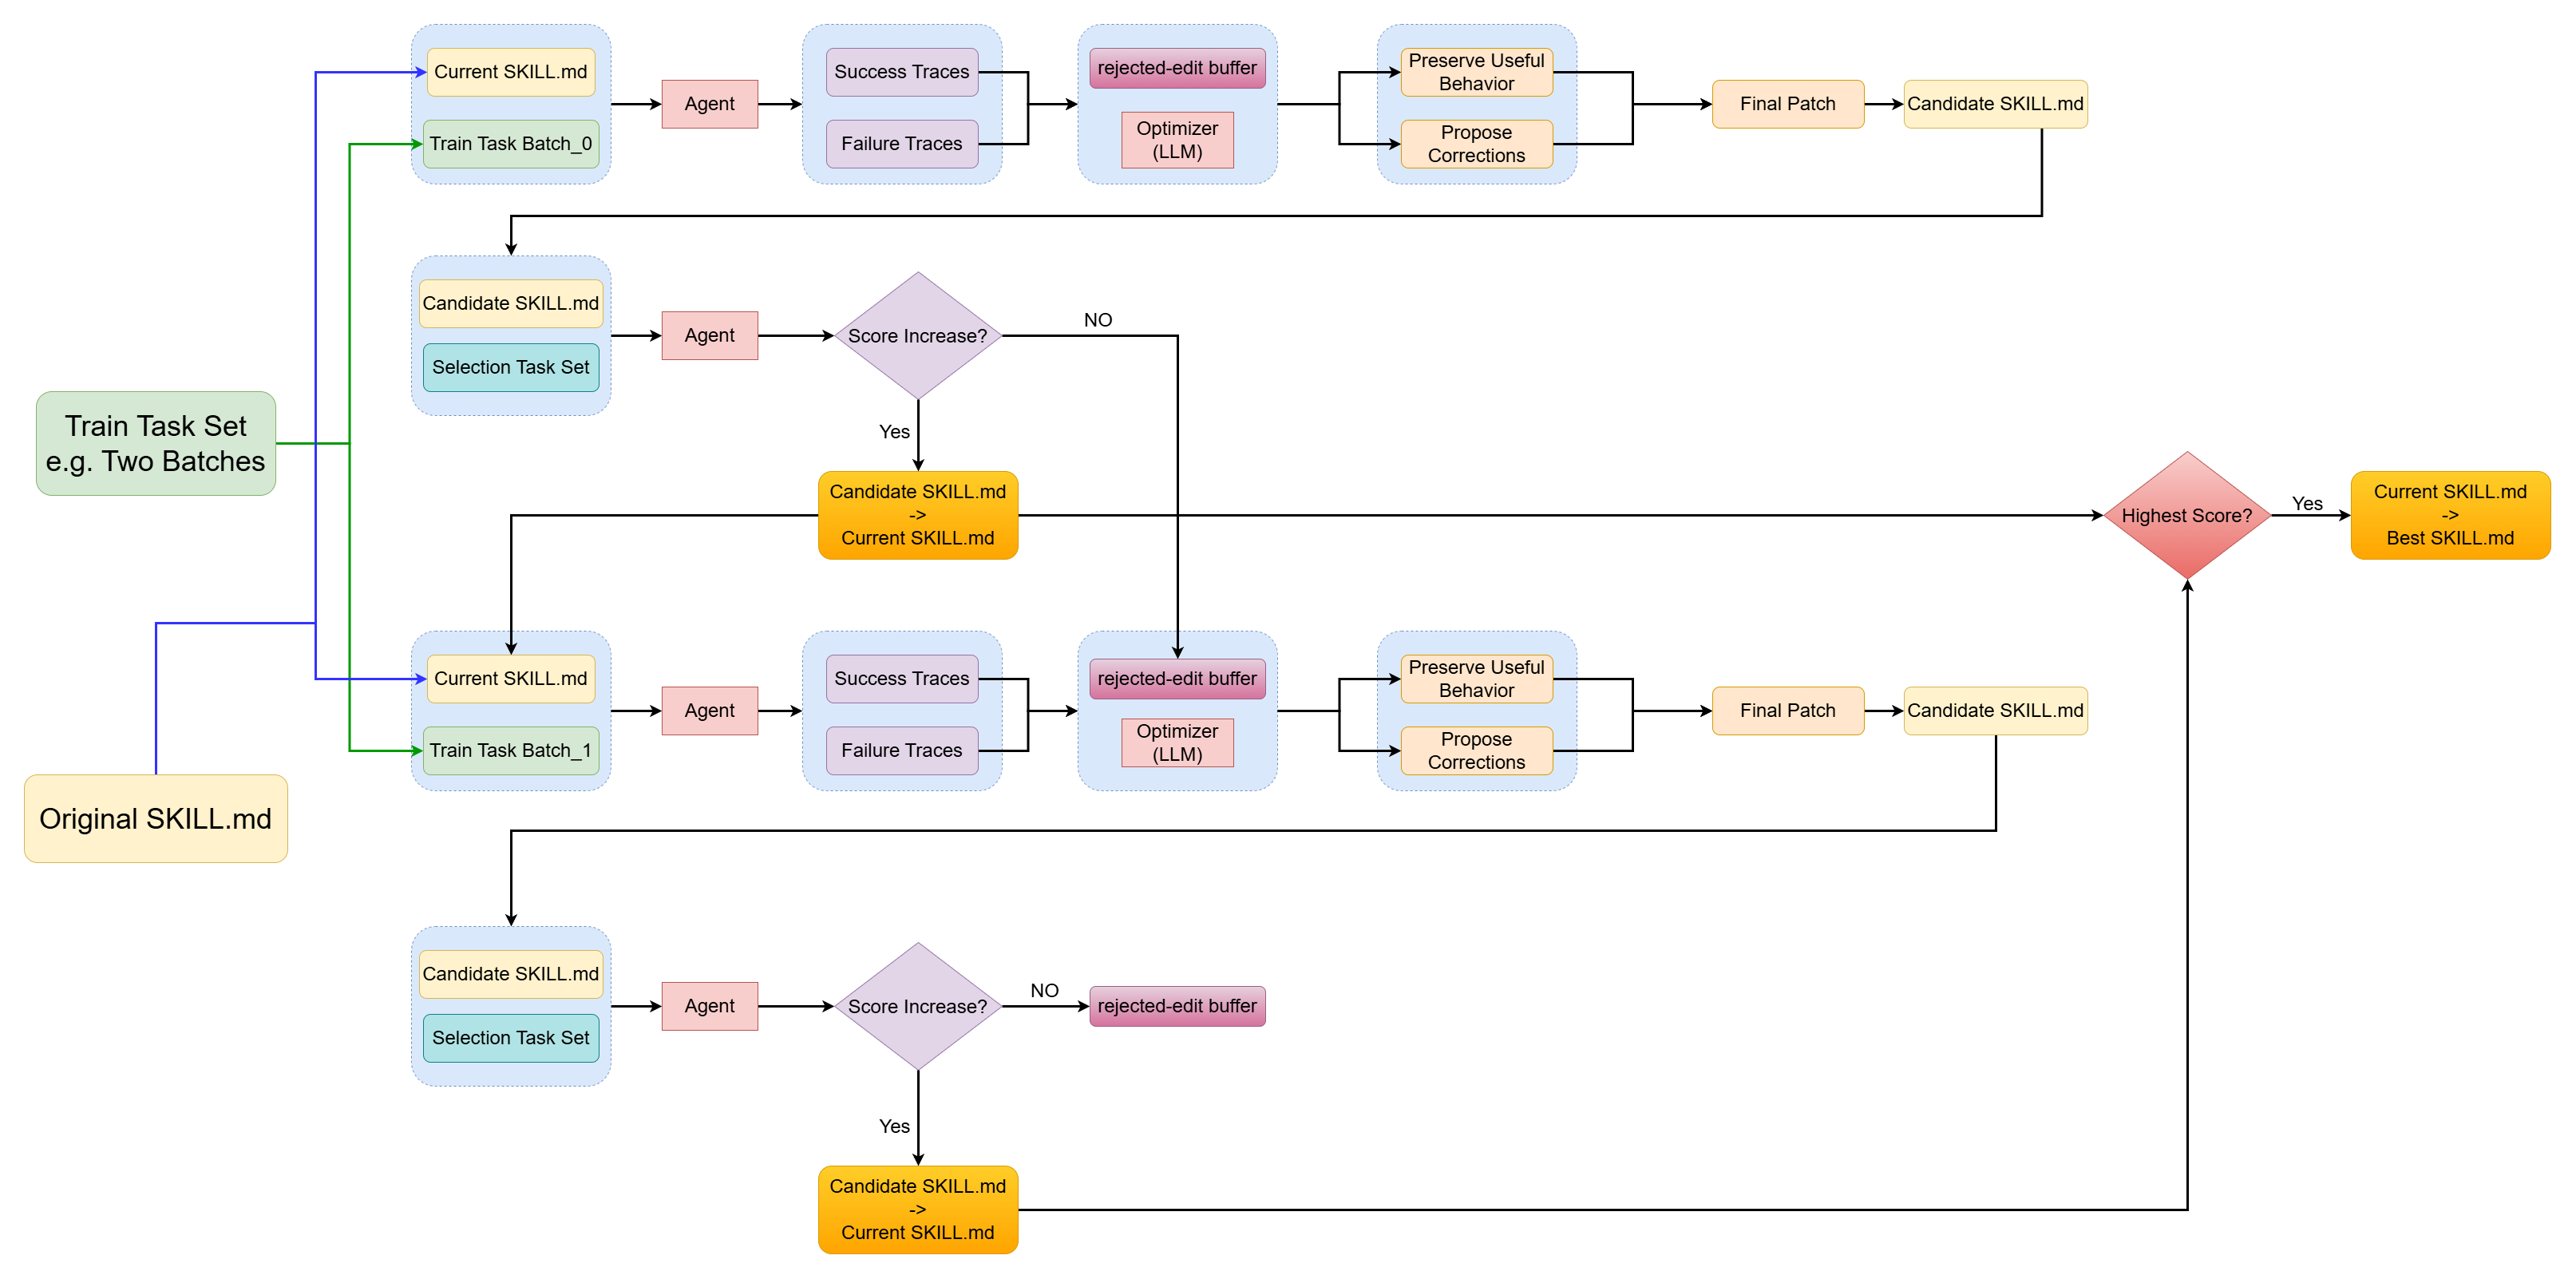 Current SKILL.md
Train Task Batch_0
Agent
Success Traces
Failure Traces
rejected-edit buffer
Optimizer
(LLM)
Preserve Useful
Behavior
Propose
Corrections
Final Patch
Candidate SKILL.md
Candidate SKILL.md
Selection Task Set
Agent
Score Increase?
NO
Yes
Train Task Set
e.g. Two Batches
Candidate SKILL.md
->
Current SKILL.md
Highest Score?
Yes
Current SKILL.md
->
Best SKILL.md
Original SKILL.md
Current SKILL.md
Train Task Batch_1
Agent
Success Traces
Failure Traces
rejected-edit buffer
Optimizer
(LLM)
Preserve Useful
Behavior
Propose
Corrections
Final Patch
Candidate SKILL.md
Candidate SKILL.md
Selection Task Set
Agent
Score Increase?
NO
rejected-edit buffer
Yes
Candidate SKILL.md
->
Current SKILL.md